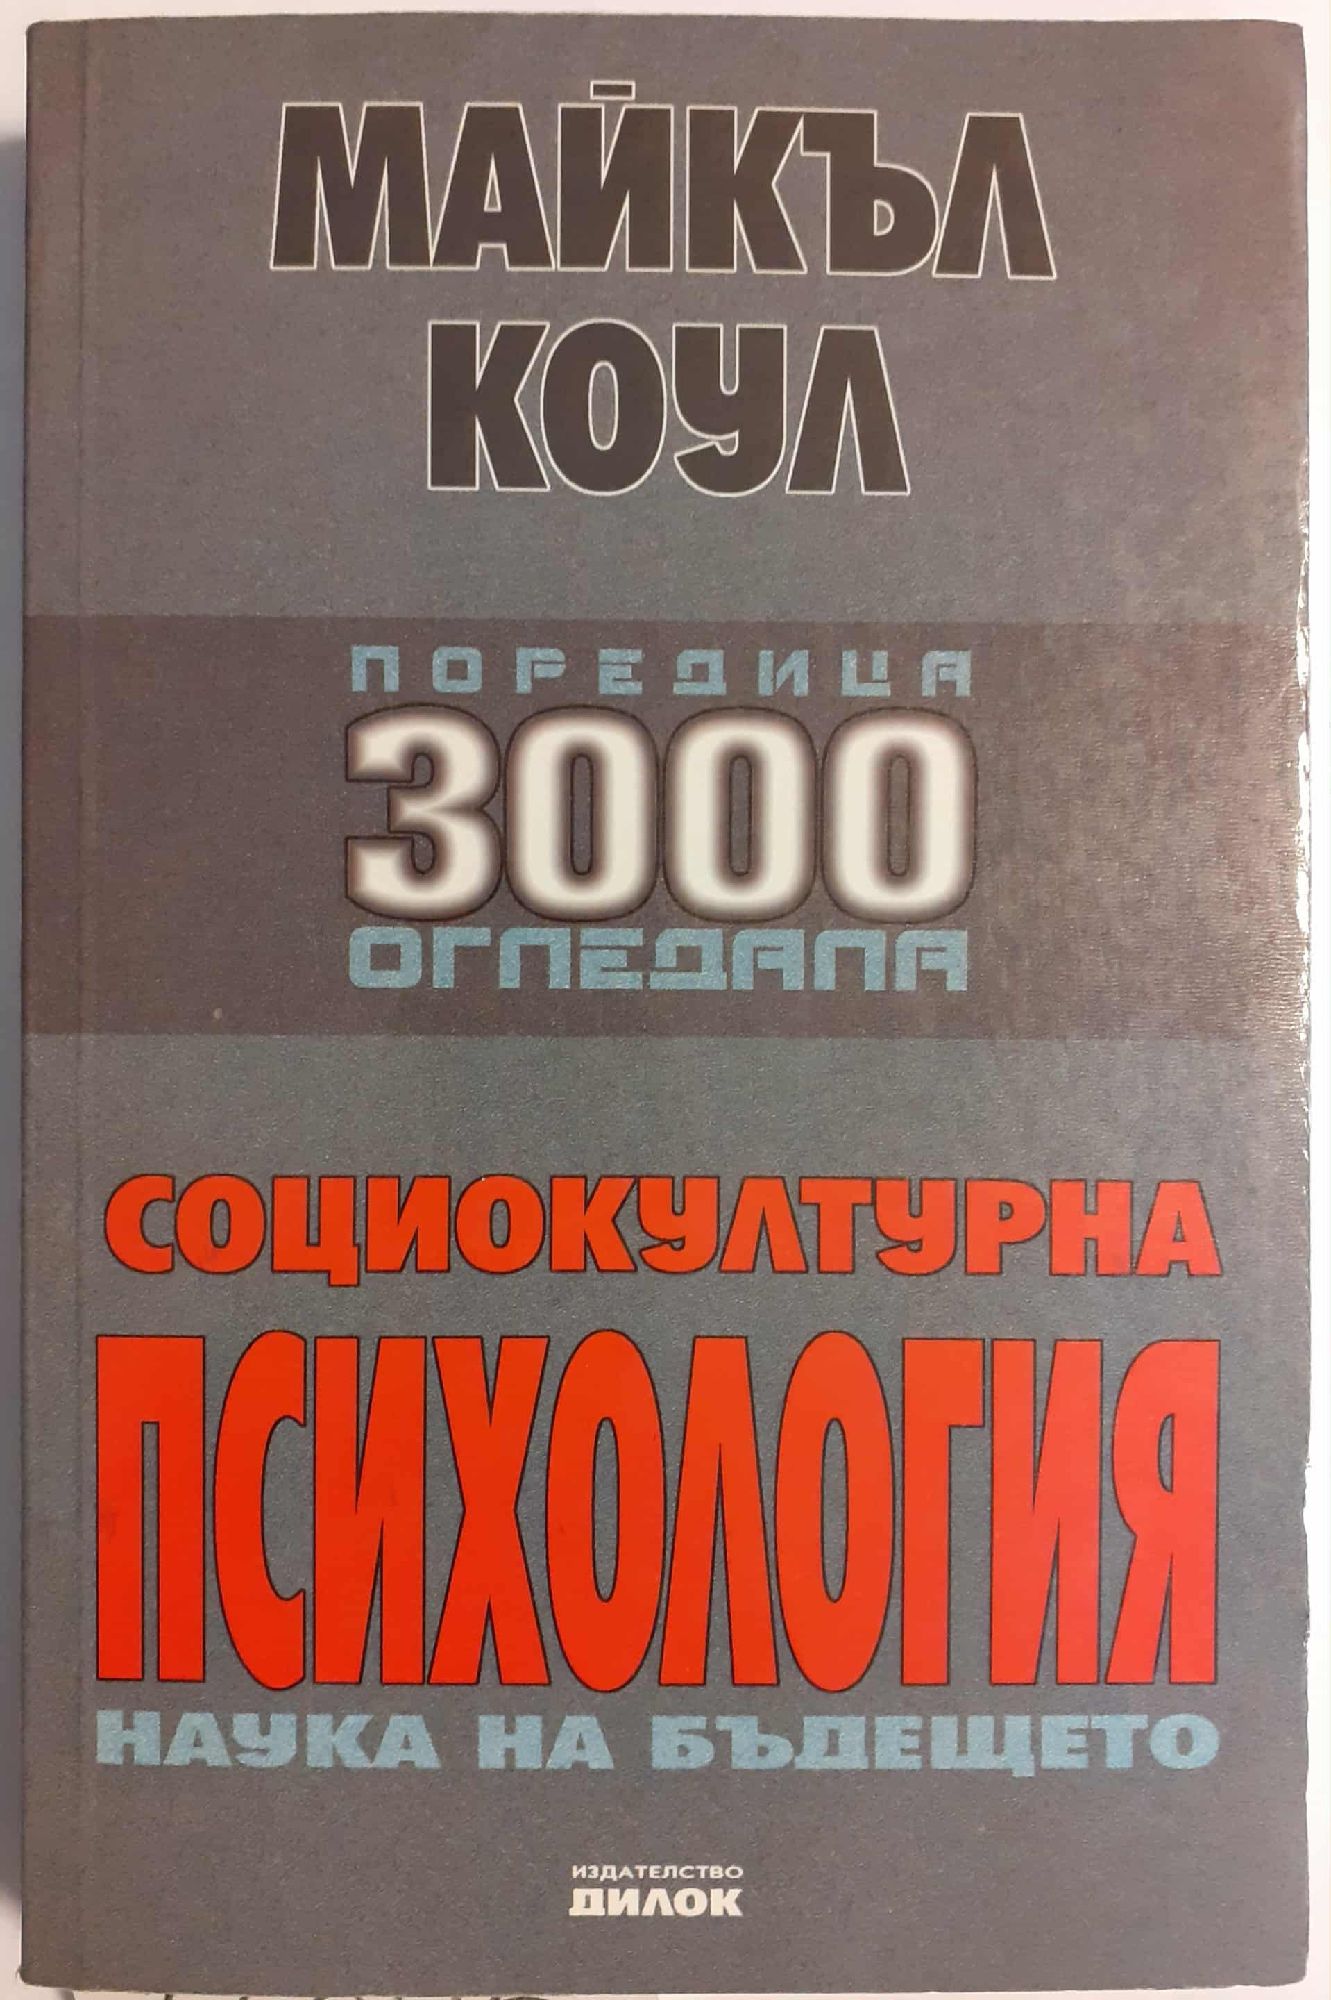 МАЙКЪЛ
КОУЛ
ПОРЕДИЦА
3000
ОГЛЕДАЛА
СОЦИОКУЛТУРНА
ПСИХОЛОГИЯ
НАУКА НА БЪДЕЩЕТО
ИЗДАТЕЛСТВО
ДИЛОК